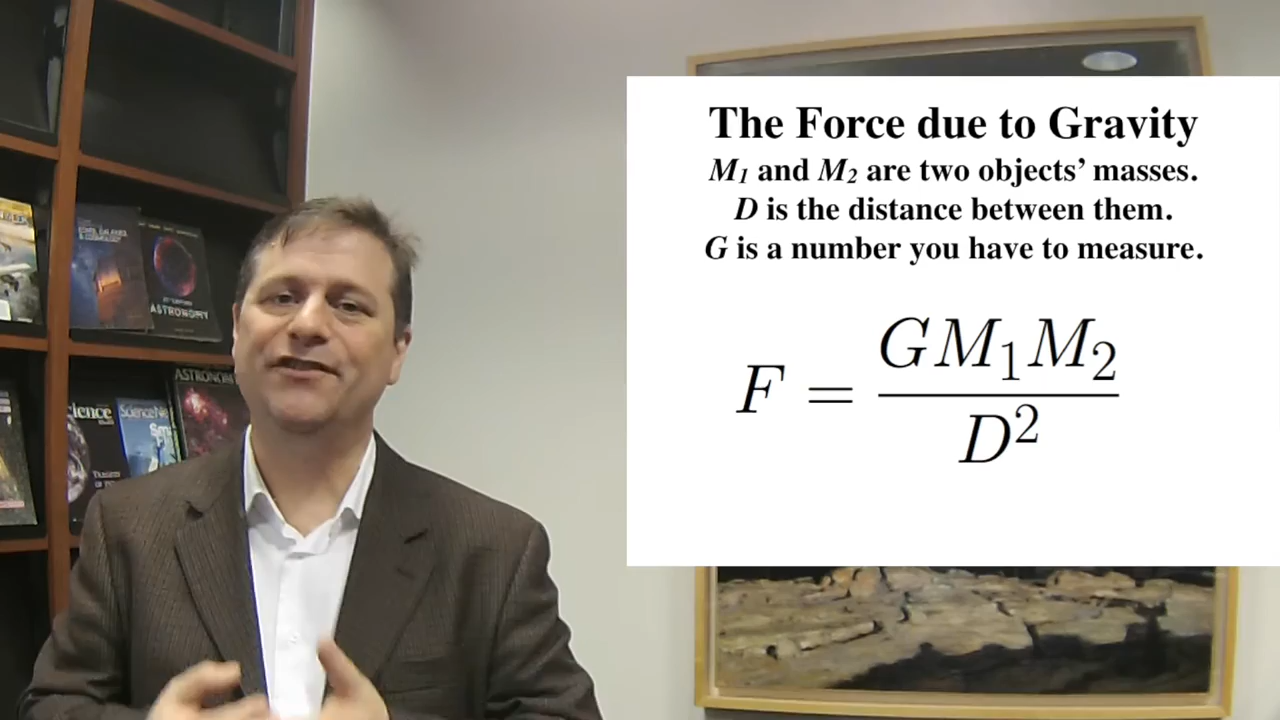 The Force due to Gravity
M1 and M2 are two objects’ masses.
D is the distance between them.
G is a number you have to measure.
F = GM1M2 / D2
ASTRONOMY
ASTRONOMY
Science